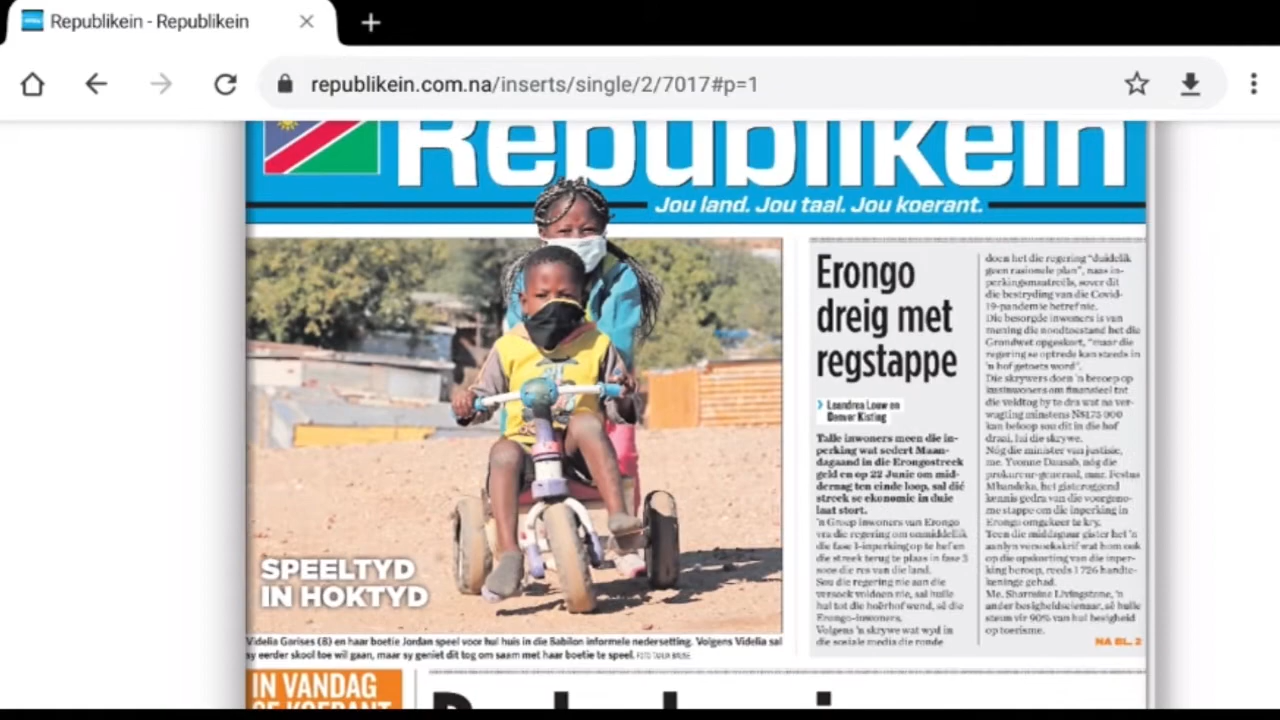 Republikein - Republikein
republikein.com.na/inserts/single/2/7017#p=1
Republikein
Jou land. Jou taal. Jou koerant.
SPEELTYD
IN HOKTYD
Videlia Garises (8) en haar boetie Jordan speel voor hul huis in die Babilon informele nedersetting. Volgens Videlia sal
sy eerder skool toe wil gaan, maar sy geniet dit tog om saam met haar boetie te speel.
Erongo
dreig met
regstappe
Leandrea Louw en
Denver Kisting
Talle inwoners meen die in-
perking wat sedert Maan-
dagaand in die Erongostreek
geld en op 22 Junie om mid-
dernag ten einde loop, sal dié
streek se ekonomie in duie
laat stort.
'n Groep inwoners van Erongo
vra die regering om onmiddellik
die fase 1-inperking op te hef en
die streek terug te plaas in fase 3
soos die res van die land.
Sou die regering nie aan die
versoek voldoen nie, sal hulle
hul tot die hoërhof wend, sê die
Erongo-inwoners.
Volgens 'n skrywe wat wyd in
die sosiale media die ronde
doen het die regering "duidelik
geen rasionele plan", naas in-
perkingsmaatreëls, sover dit
die bestryding van die Covid-
19-pandemie betref nie.
Die besorgde inwoners is van
mening die noodtoestand het die
Grondwet opgeskort, "maar die
regering se optrede kan steeds in
'n hof getoets word".
Die skrywers doen 'n beroep op
kusinwoners om finansieel tot
die veldtog by te dra wat na ver-
wagting minstens N$175 000
kan beloop sou dit in die hof
draai, lui die skrywe.
Nóg die minister van justisie,
me. Yvonne Dausab, nóg die
prokureur-generaal, mnr. Festus
Mbandeka, het gisteroggend
kennis gedra van die voorgeno-
me stappe om die inperking in
Erongo omgekeer te kry.
Teen die middaguur gister het 'n
aanlyn versoekskrif wat hom ook
op die opskorting van die inper-
king beroep, reeds 1 726 handte-
keninge gehad.
Me. Sharmine Livingstone, 'n
ander besigheidseienaar, sê hulle
steun vir 90% van hul besigheid
op toerisme.
NA BL. 2
IN VANDAG
SE KOERANT